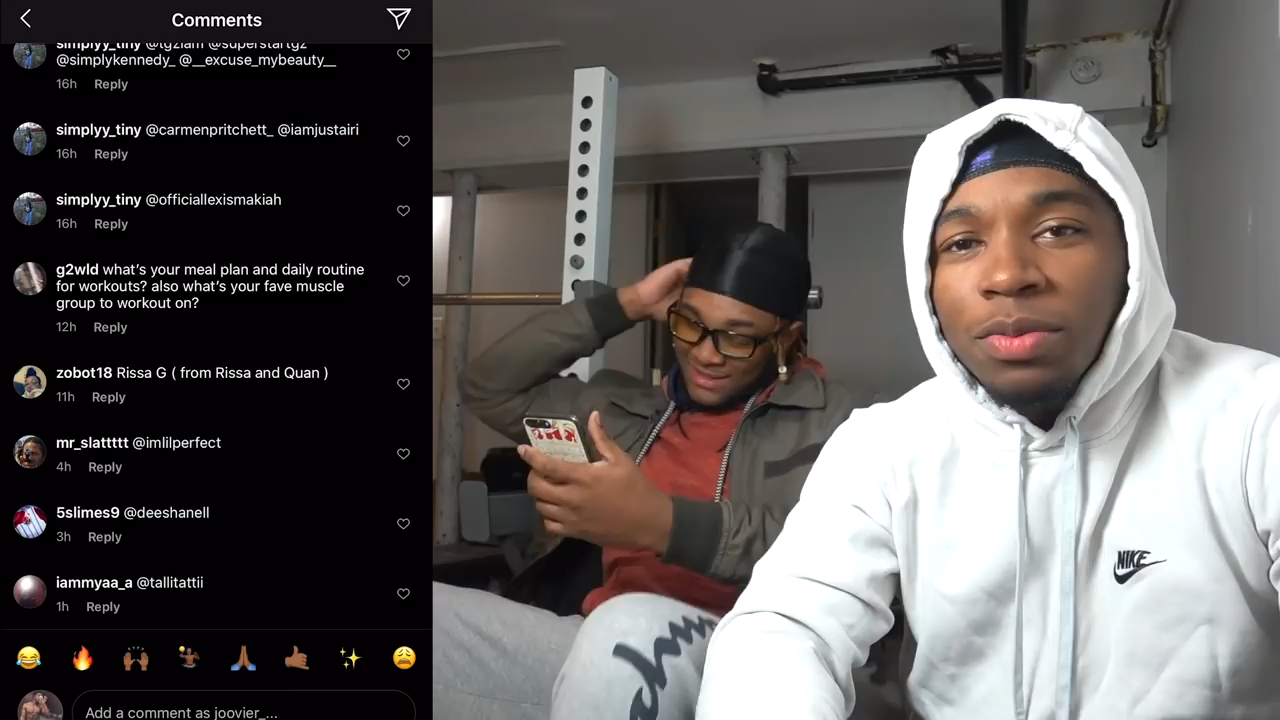 Comments
simplyy_tiny @tgzlam @superstartgz
@simplykennedy_ @__excuse_mybeauty__
16h Reply
simplyy_tiny @carmenpritchett_ @iamjustairi
16h Reply
simplyy_tiny @officiallexismakiah
16h Reply
g2wld what's your meal plan and daily routine
for workouts? also what's your fave muscle
group to workout on?
12h Reply
zobot18 Rissa G ( from Rissa and Quan )
11h Reply
mr_slattttt @imlilperfect
4h Reply
5slimes9 @deeshanell
3h Reply
iammyaa_a @tallitattii
1h Reply
Add a comment as joovier_...
NIKE